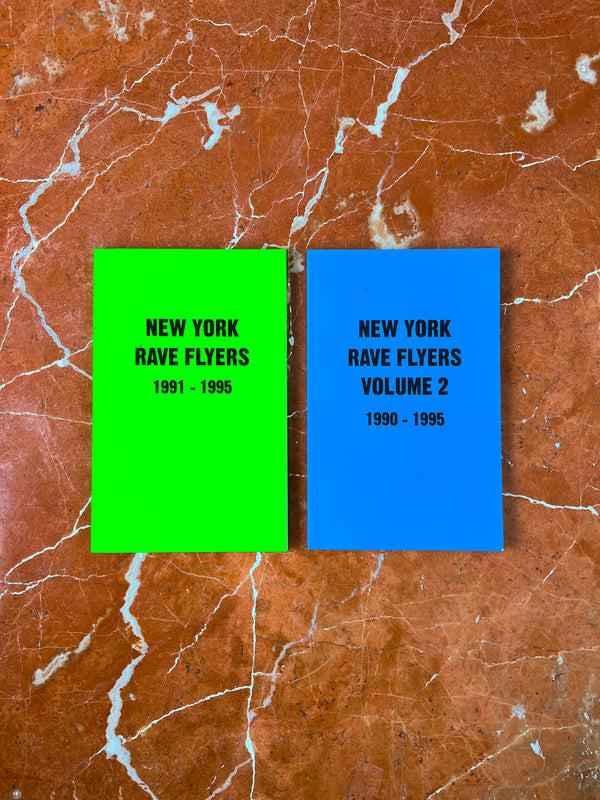 NEW YORK
RAVE FLYERS
1991 - 1995
NEW YORK
RAVE FLYERS
VOLUME 2
1990 - 1995